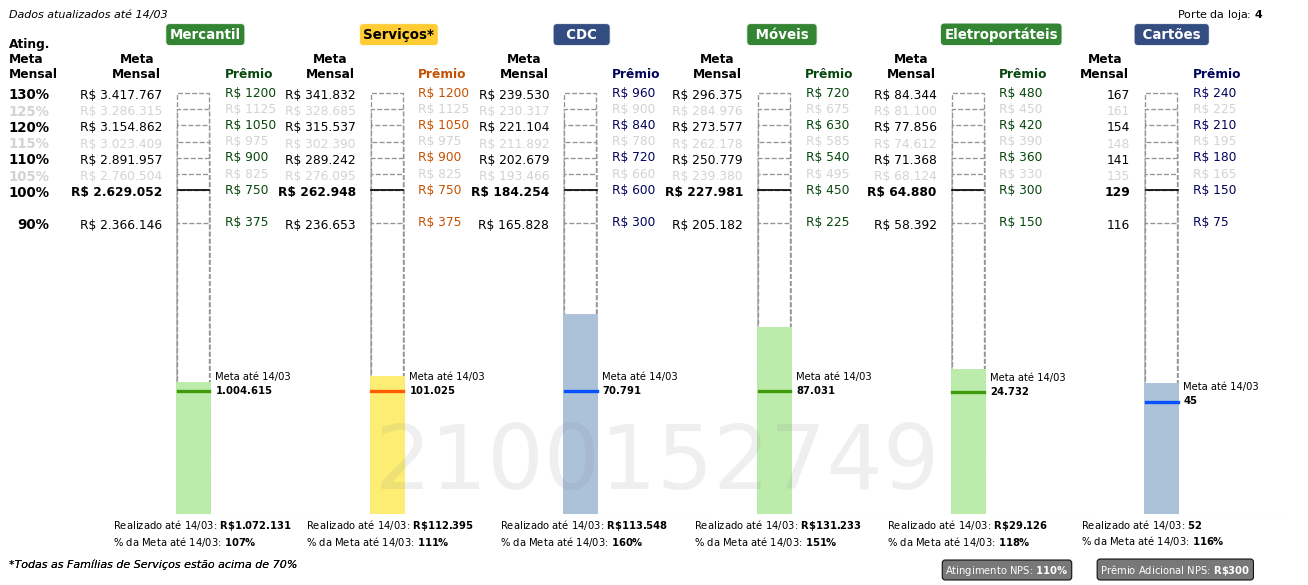 Dados atualizados até 14/03 Porte da loja: 4
Mercantil Serviços* CDC Móveis Eletroportáteis Cartões
Ating.
Meta Meta Meta Meta Meta Meta Meta
Mensal Mensal Prêmio Mensal Prêmio Mensal Prêmio Mensal Prêmio Mensal Prêmio Mensal Prêmio
130% R$ 3.417.767 R$ 1200 R$ 341.832 R$ 1200 R$ 239.530 R$ 960 R$ 296.375 R$ 720 R$ 84.344 R$ 480 167 R$ 240
125% R$ 3.286.315 R$ 1125 R$ 328.685 R$ 1125 R$ 230.317 R$ 900 R$ 284.976 R$ 675 R$ 81.100 R$ 450 161 R$ 225
120% R$ 3.154.862 R$ 1050 R$ 315.537 R$ 1050 R$ 221.104 R$ 840 R$ 273.577 R$ 630 R$ 77.856 R$ 420 154 R$ 210
115% R$ 3.023.409 R$ 975 R$ 302.390 R$ 975 R$ 211.892 R$ 780 R$ 262.178 R$ 585 R$ 74.612 R$ 390 148 R$ 195
110% R$ 2.891.957 R$ 900 R$ 289.242 R$ 900 R$ 202.679 R$ 720 R$ 250.779 R$ 540 R$ 71.368 R$ 360 141 R$ 180
105% R$ 2.760.504 R$ 825 R$ 276.095 R$ 825 R$ 193.466 R$ 660 R$ 239.380 R$ 495 R$ 68.124 R$ 330 135 R$ 165
100% R$ 2.629.052 R$ 750 R$ 262.948 R$ 750 R$ 184.254 R$ 600 R$ 227.981 R$ 450 R$ 64.880 R$ 300 129 R$ 150
90% R$ 2.366.146 R$ 375 R$ 236.653 R$ 375 R$ 165.828 R$ 300 R$ 205.182 R$ 225 R$ 58.392 R$ 150 116 R$ 75
Meta até 14/03 Meta até 14/03 Meta até 14/03 Meta até 14/03 Meta até 14/03 Meta até 14/03
1.004.615 101.025 70.791 87.031 24.732 45
2100152749
Realizado até 14/03: R$1.072.131 Realizado até 14/03: R$112.395 Realizado até 14/03: R$113.548 Realizado até 14/03: R$131.233 Realizado até 14/03: R$29.126 Realizado até 14/03: 52
% da Meta até 14/03: 107% % da Meta até 14/03: 111% % da Meta até 14/03: 160% % da Meta até 14/03: 151% % da Meta até 14/03: 118% % da Meta até 14/03: 116%
*Todas as Famílias de Serviços estão acima de 70% Atingimento NPS: 110% Prêmio Adicional NPS: R$300